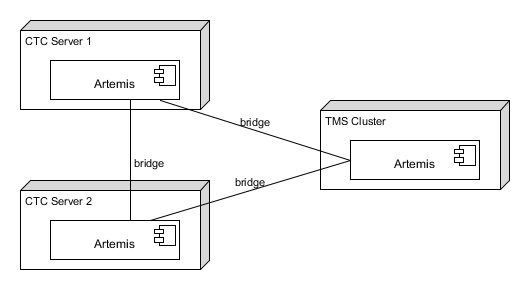 CTC Server 1
Artemis
bridge
TMS Cluster
Artemis
bridge
bridge
CTC Server 2
Artemis